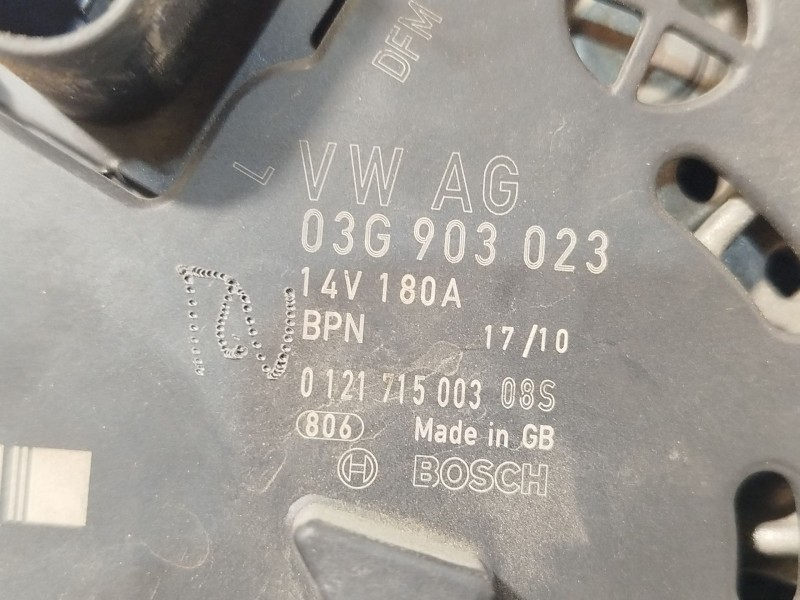 DFM
L
VW AG
03G 903 023
14V 180A
BPN 17/10
0 121 715 003 08S
806 Made in GB
BOSCH